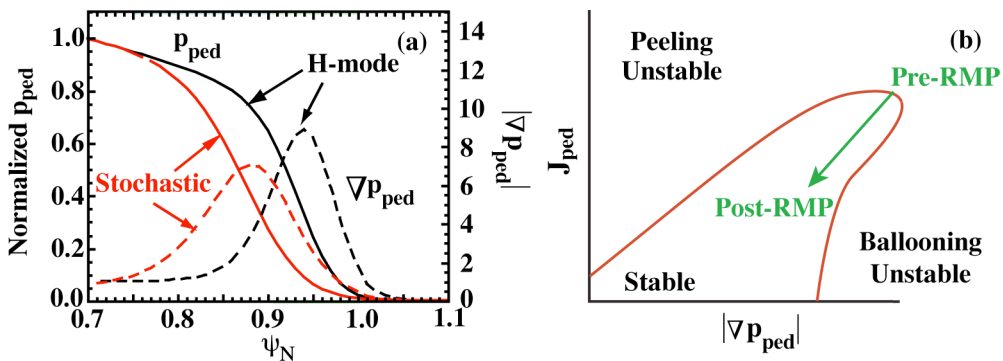 1.0
0.8
0.6
0.4
0.2
0.0
Normalized p_ped
0.7
0.8
0.9
1.0
1.1
ψ_N
14
12
10
8
6
4
2
0
|∇p_ped|
(a)
p_ped
H-mode
Stochastic
∇p_ped
(b)
Peeling
Unstable
Pre-RMP
Post-RMP
Ballooning
Unstable
Stable
J_ped
|∇p_ped|